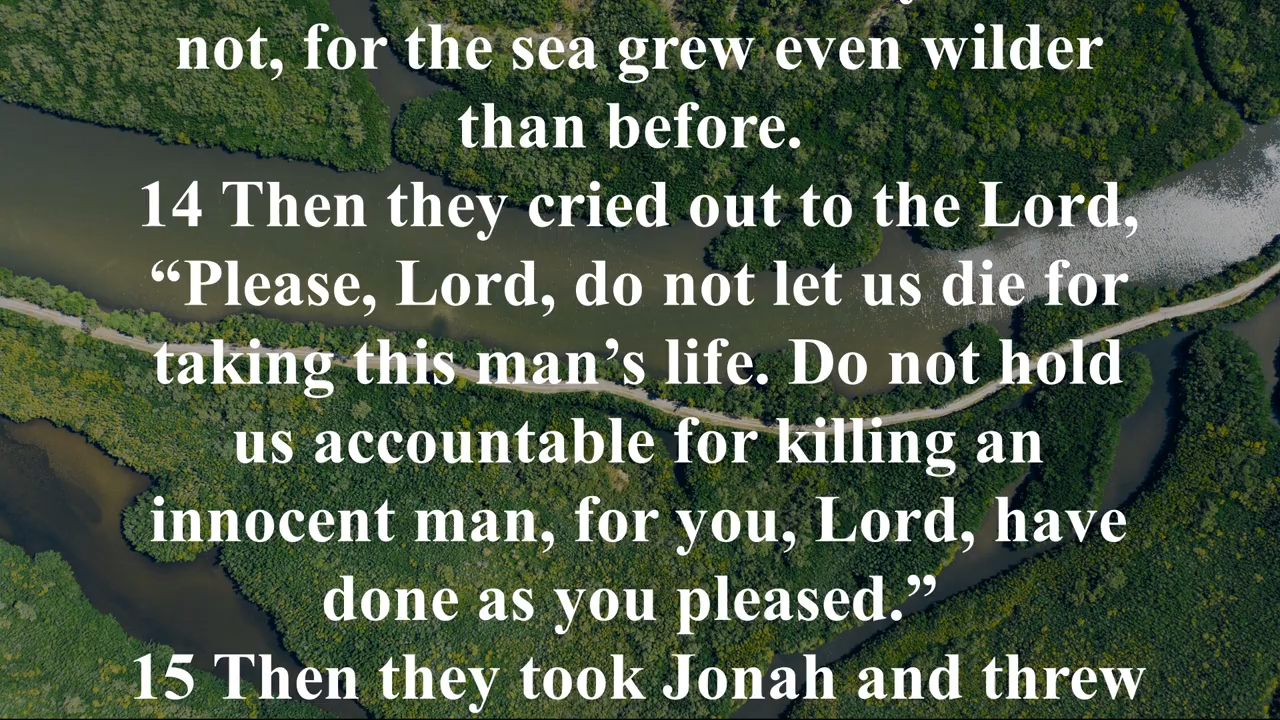 not, for the sea grew even wilder
than before.
14 Then they cried out to the Lord,
“Please, Lord, do not let us die for
taking this man’s life. Do not hold
us accountable for killing an
innocent man, for you, Lord, have
done as you pleased.”
15 Then they took Jonah and threw